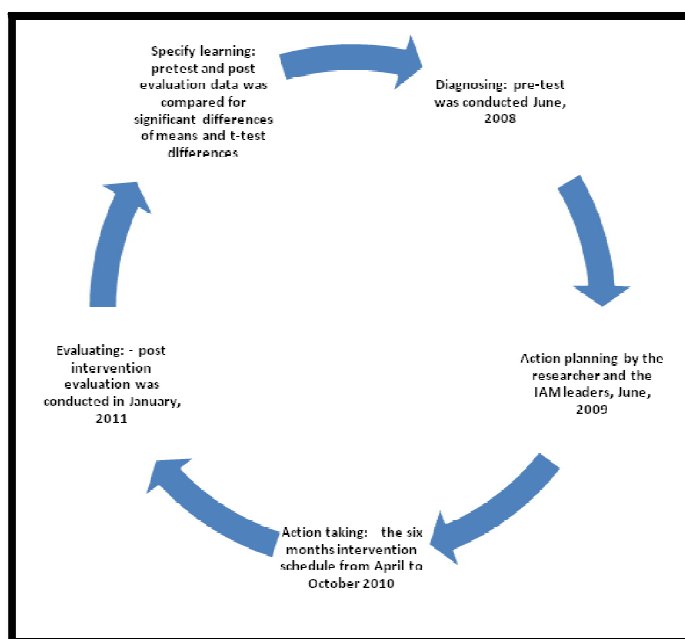 Specify learning:
pretest and post
evaluation data was
compared for
significant differences
of means and t-test
differences
Diagnosing: pre-test
was conducted June,
2008
Action planning by the
researcher and the
IAM leaders, June,
2009
Action taking: the six
months intervention
schedule from April to
October 2010
Evaluating: - post
intervention
evaluation was
conducted in January,
2011